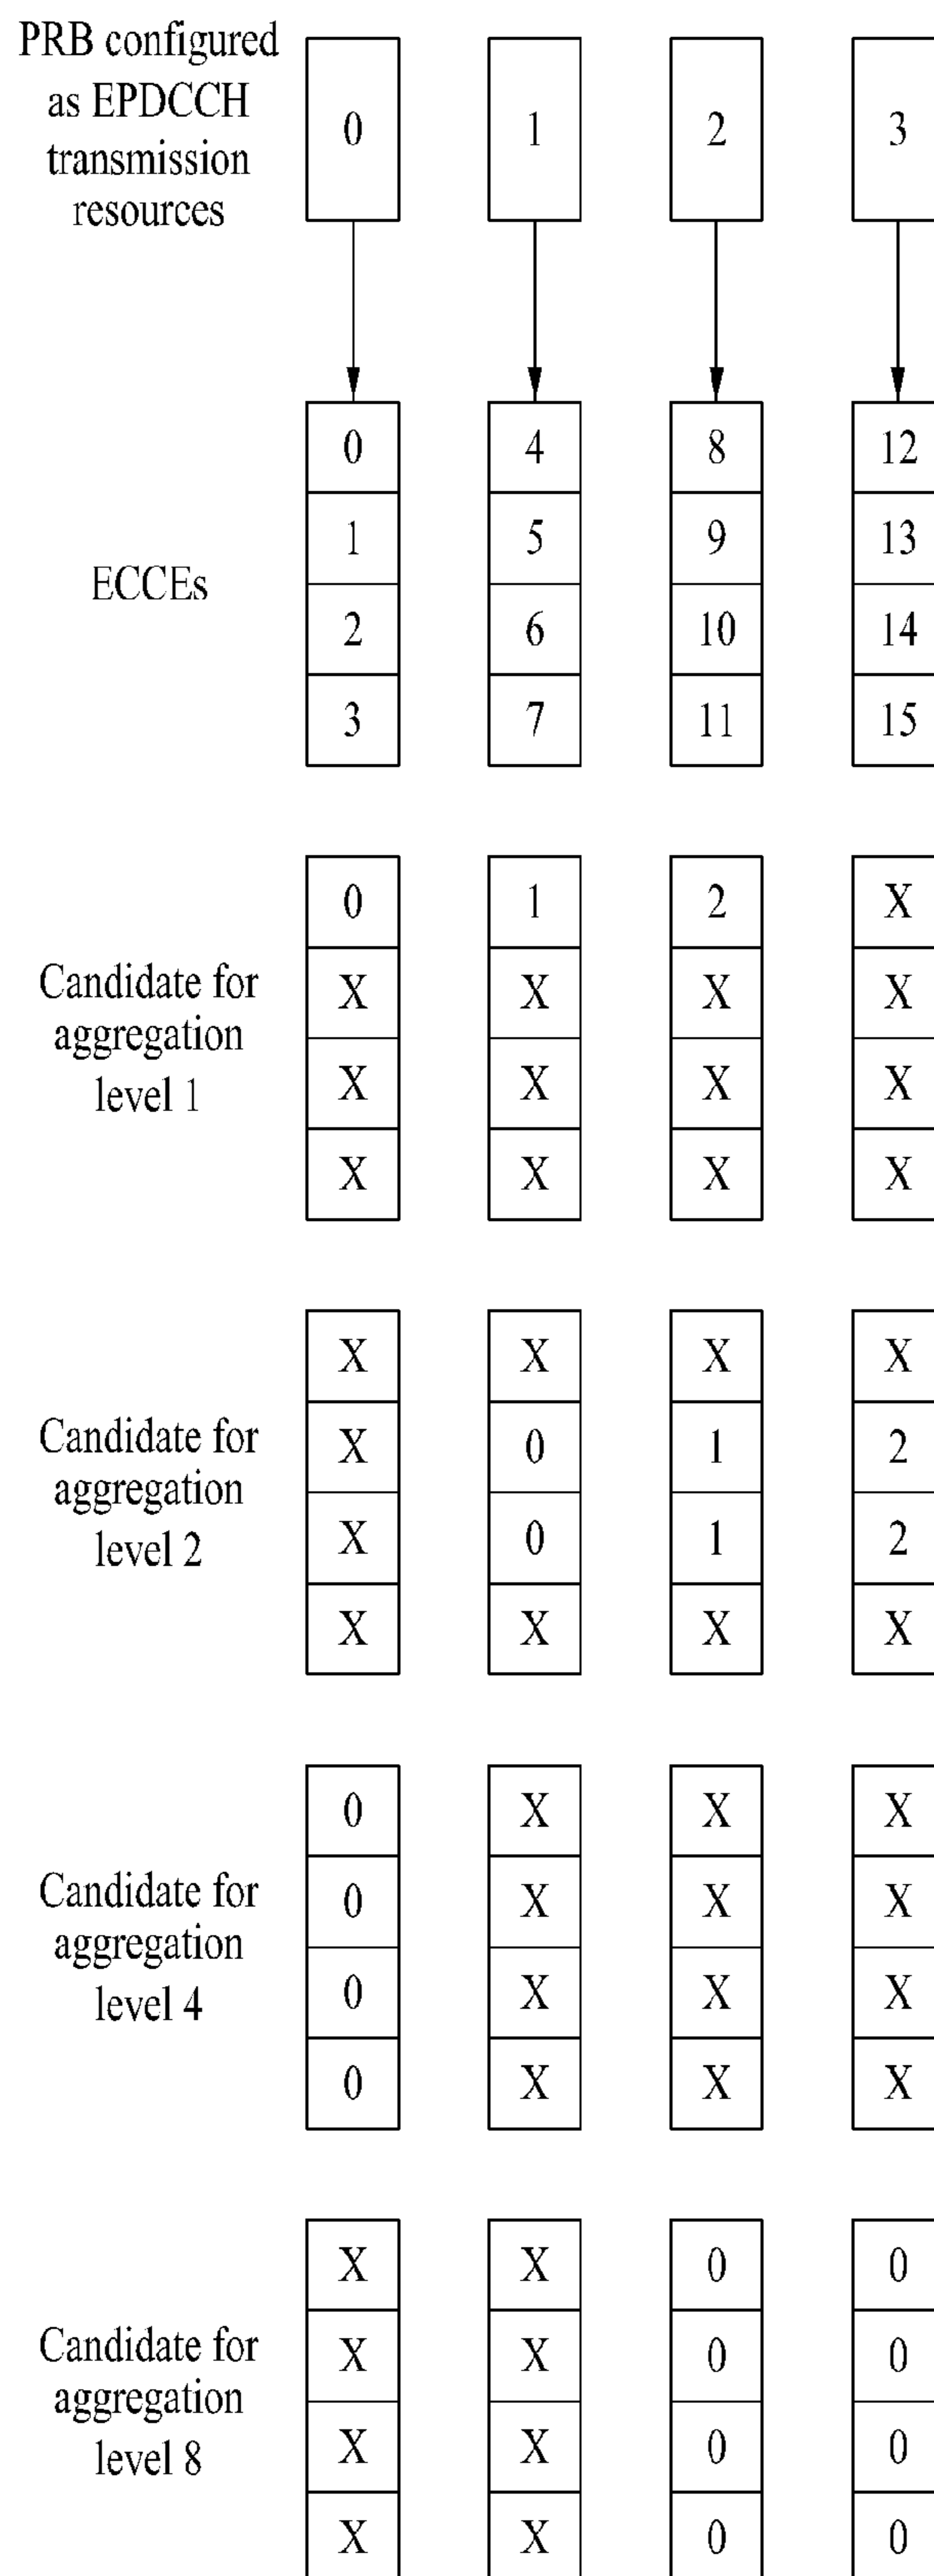 PRB configured
as EPDCCH
transmission
resources
0 1 2 3
ECCEs
0 4 8 12
1 5 9 13
2 6 10 14
3 7 11 15
Candidate for
aggregation
level 1
0 1 2 X
X X X X
X X X X
X X X X
Candidate for
aggregation
level 2
X X X X
X 0 1 2
X 0 1 2
X X X X
Candidate for
aggregation
level 4
0 X X X
0 X X X
0 X X X
0 X X X
Candidate for
aggregation
level 8
X X 0 0
X X 0 0
X X 0 0
X X 0 0